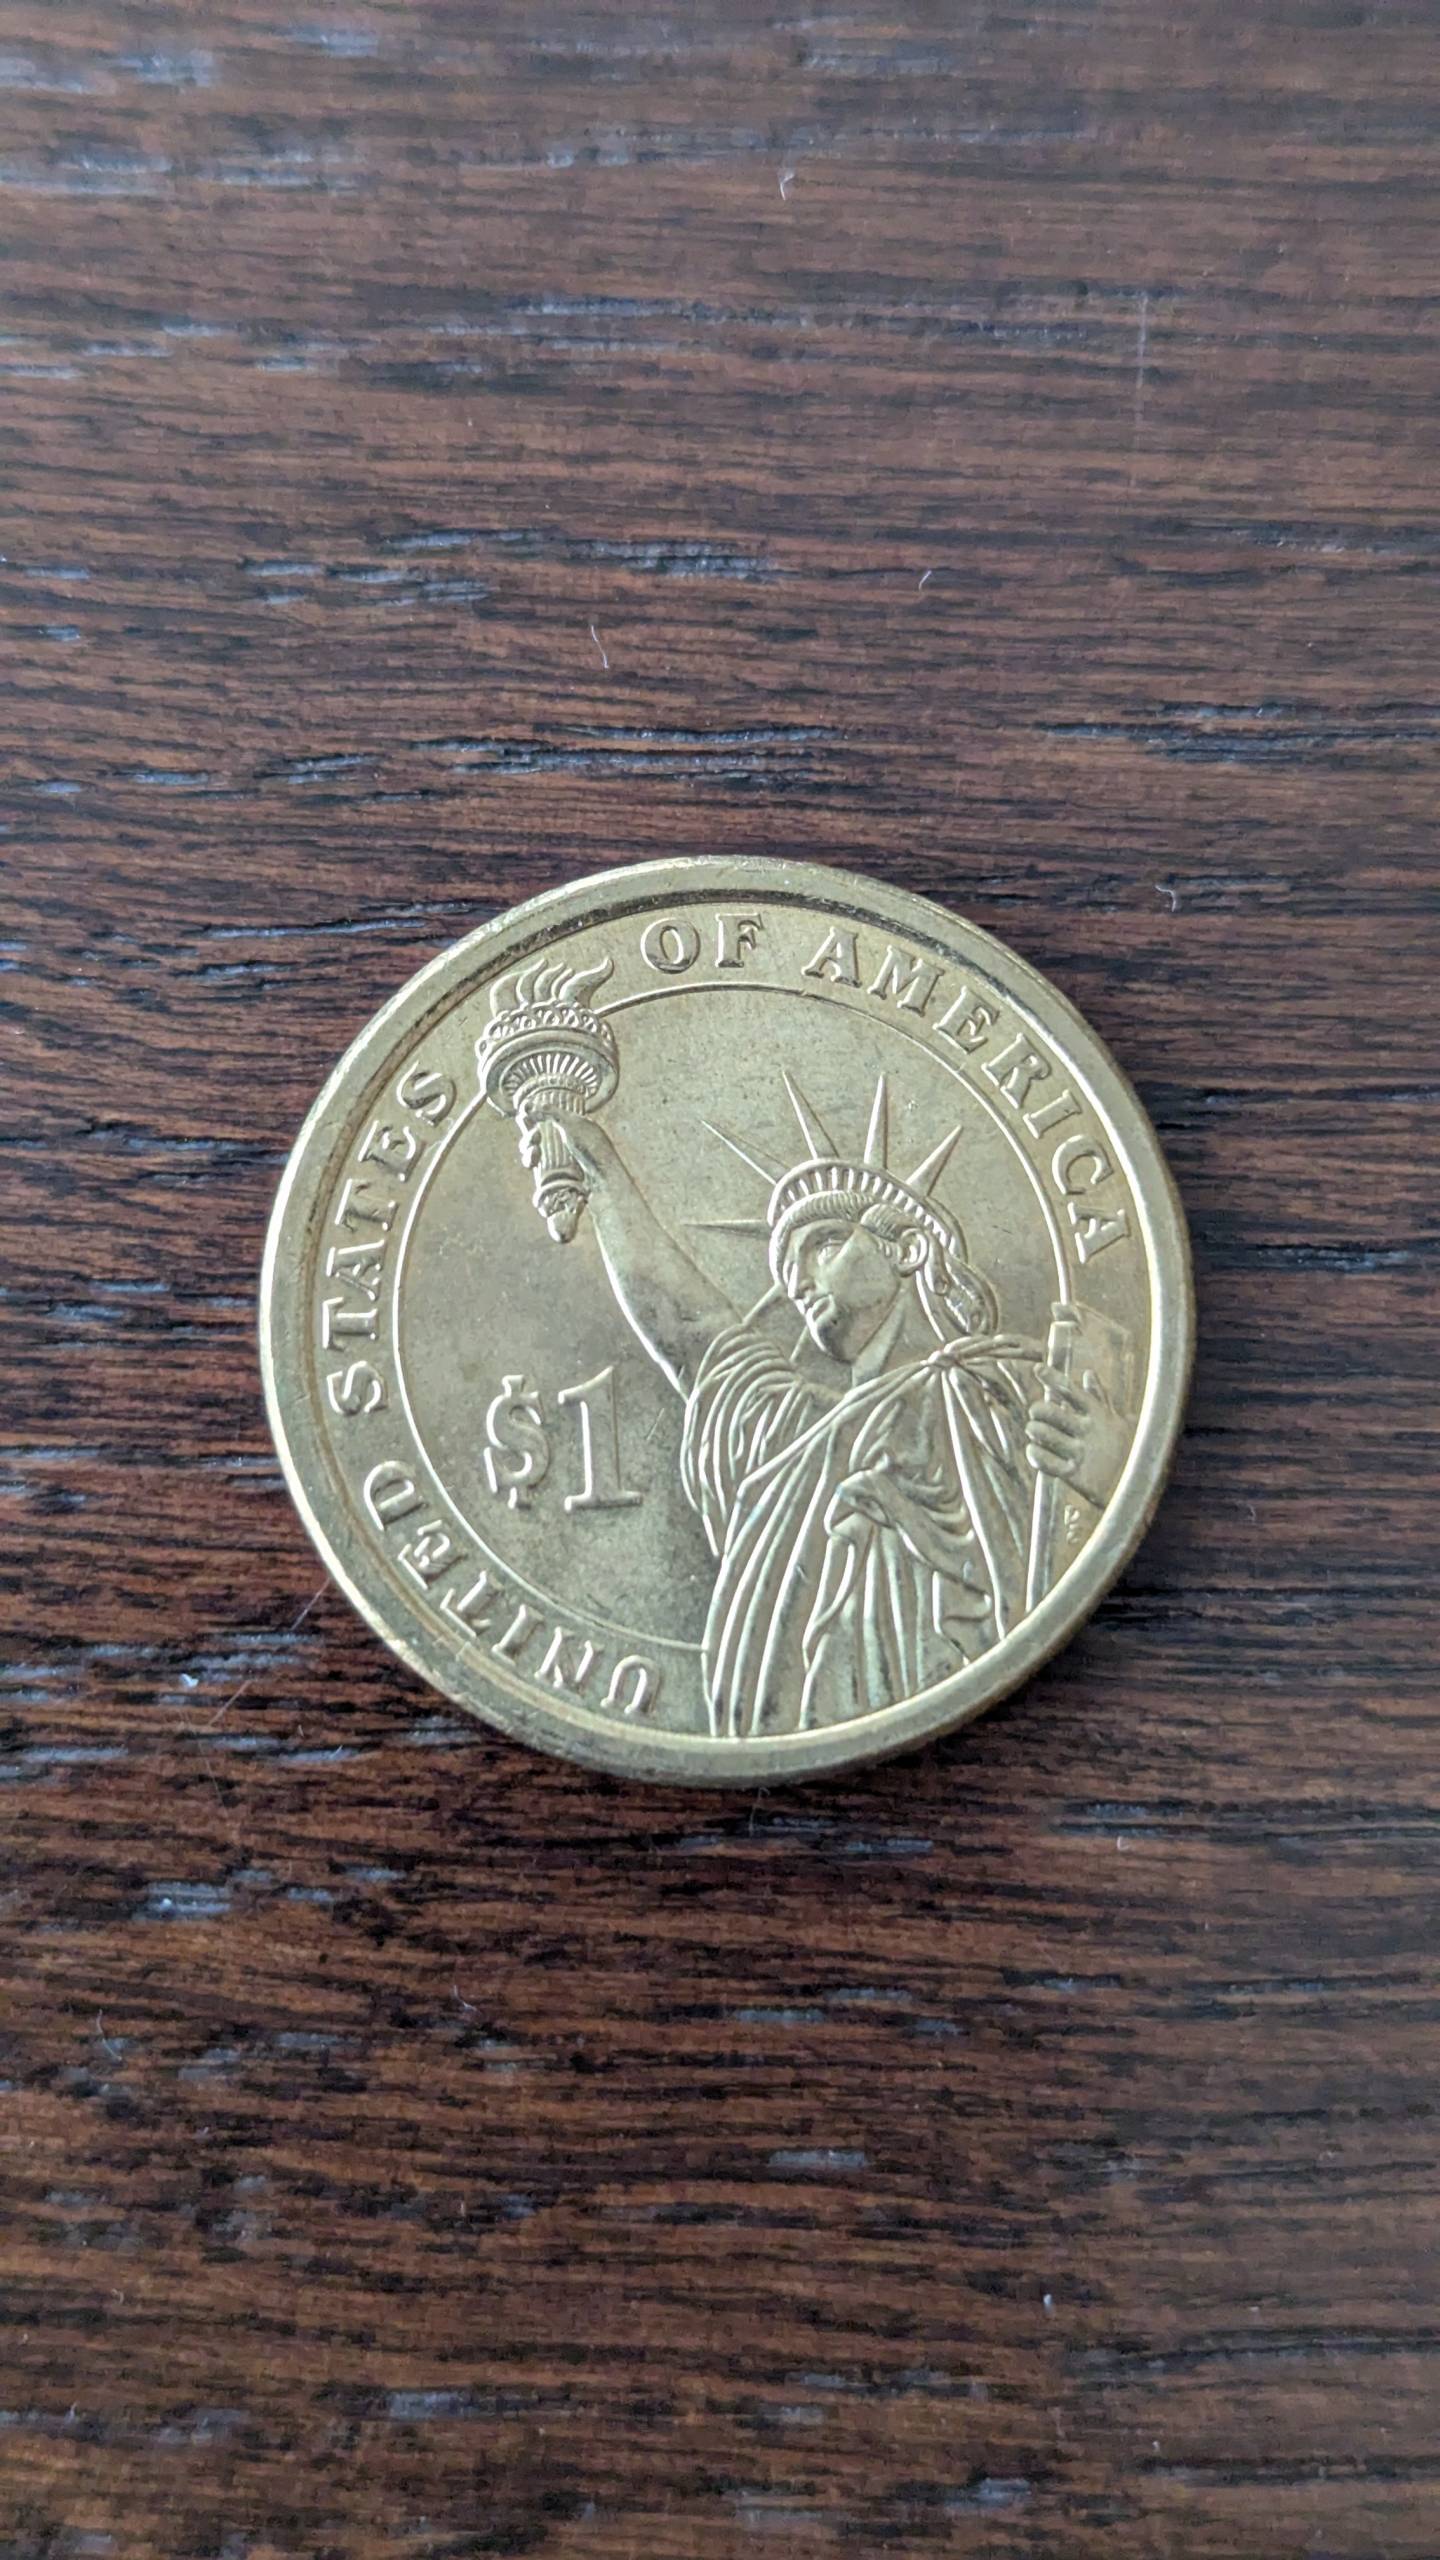 UNITED STATES OF AMERICA
$1